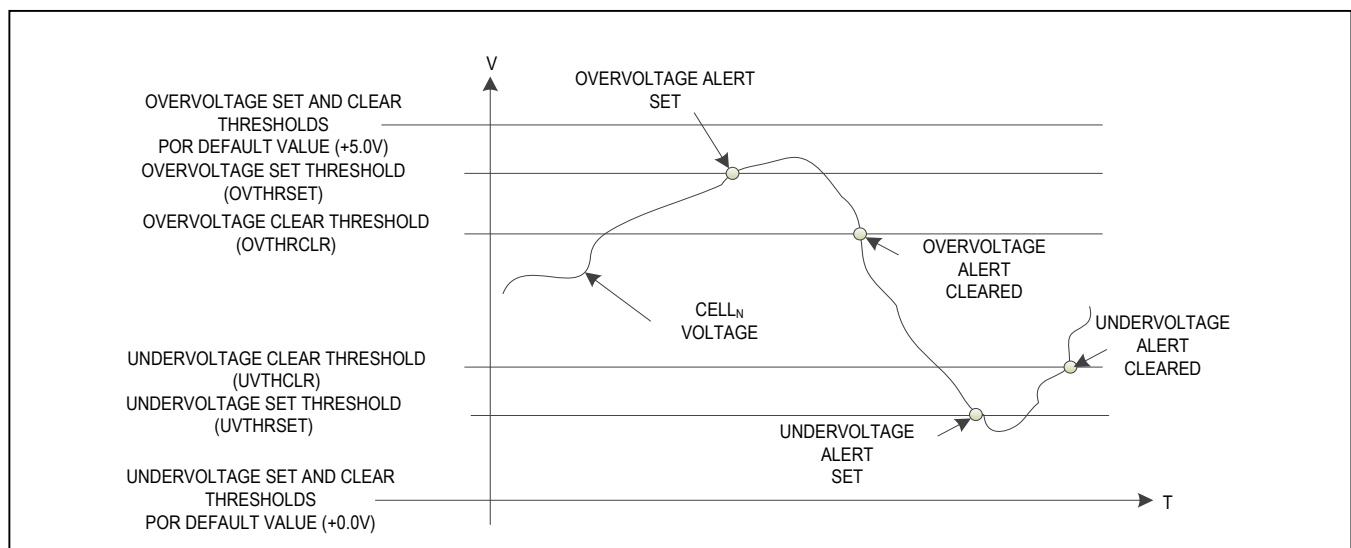 V
OVERVOLTAGE ALERT
SET
OVERVOLTAGE SET AND CLEAR
THRESHOLDS
POR DEFAULT VALUE (+5.0V)
OVERVOLTAGE SET THRESHOLD
(OVTHRSET)
OVERVOLTAGE CLEAR THRESHOLD
(OVTHRCLR)
OVERVOLTAGE
ALERT
CLEARED
CELLN
VOLTAGE
UNDERVOLTAGE
ALERT
CLEARED
UNDERVOLTAGE CLEAR THRESHOLD
(UVTHCLR)
UNDERVOLTAGE SET THRESHOLD
(UVTHRSET)
UNDERVOLTAGE
ALERT
SET
UNDERVOLTAGE SET AND CLEAR
THRESHOLDS
POR DEFAULT VALUE (+0.0V)
T